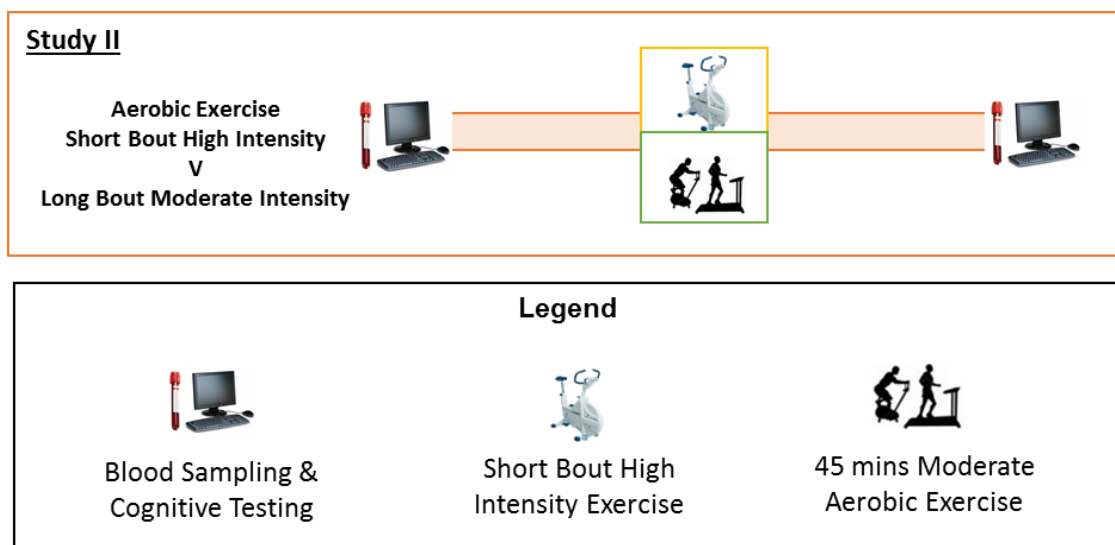 Study II
Aerobic Exercise
Short Bout High Intensity
V
Long Bout Moderate Intensity
Legend
Blood Sampling &
Cognitive Testing
Short Bout High
Intensity Exercise
45 mins Moderate
Aerobic Exercise